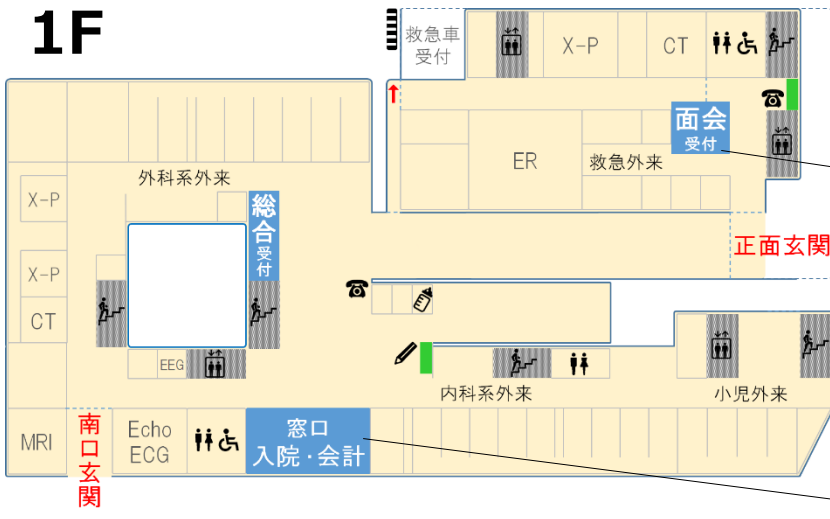 1F
救急車
受付
X-P
CT
面会
受付
ER
救急外来
正面玄関
外科系外来
X-P
総合受付
X-P
CT
EEG
内科系外来
小児外来
MRI
南口玄関
Echo
ECG
窓口
入院・会計